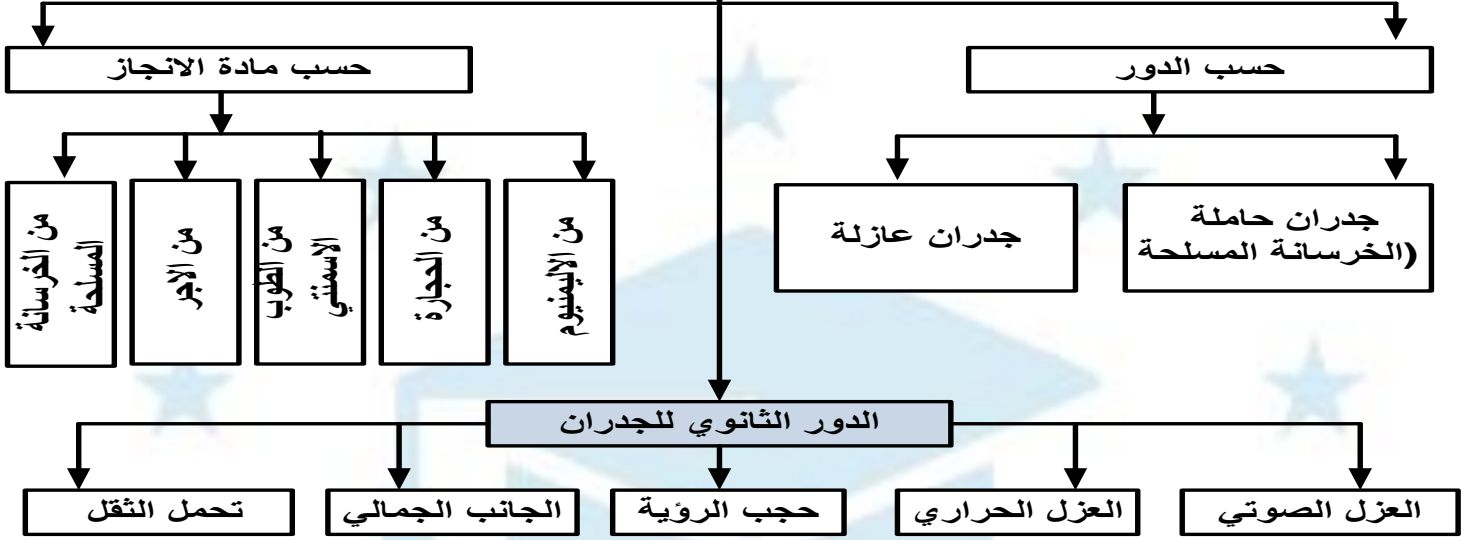 حسب الدور
حسب مادة الانجاز
جدران حاملة
(الخرسانة المسلحة
جدران عازلة
من الاليمنيوم
من الحجارة
من الطوب
الاسمنتي
من الاجر
من الخرسانة
المسلحة
الدور الثانوي للجدران
العزل الصوتي
العزل الحراري
حجب الرؤية
الجانب الجمالي
تحمل الثقل